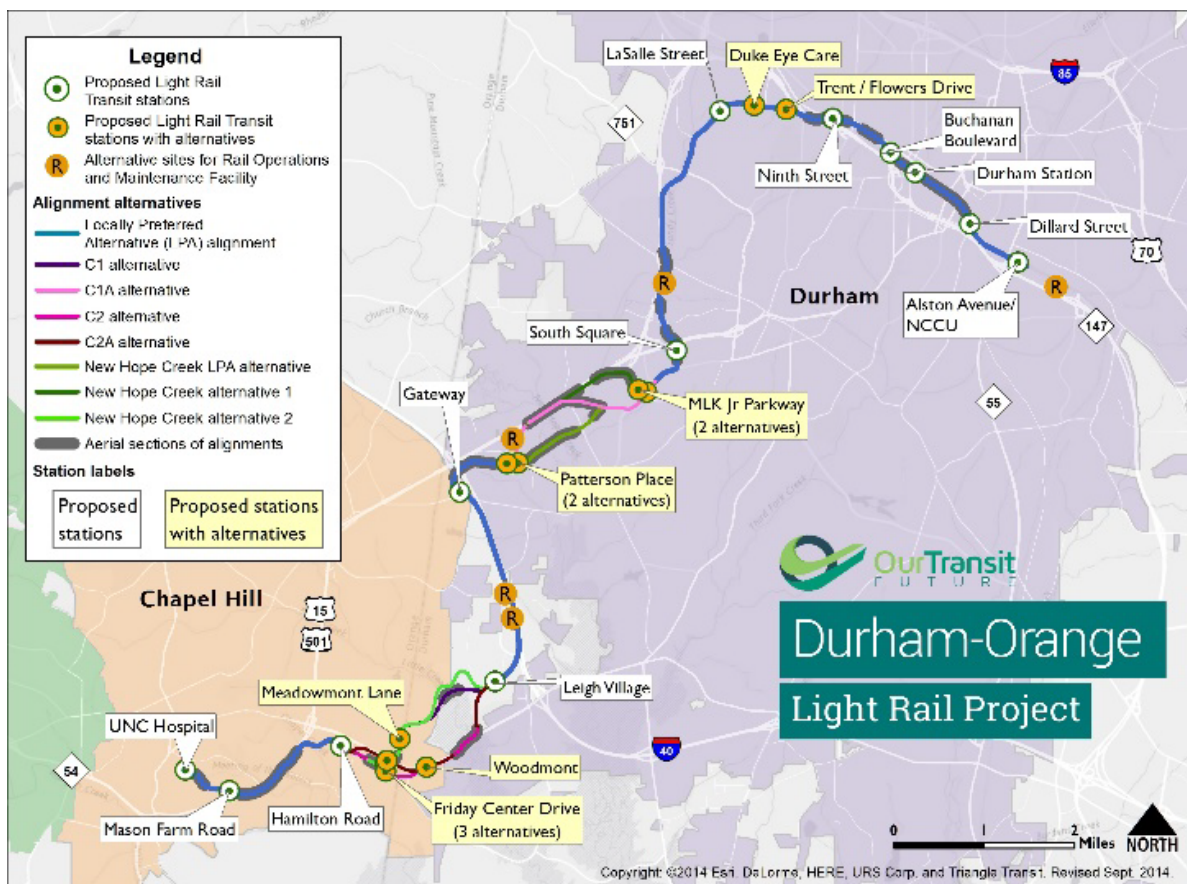 Legend
Proposed Light Rail
Transit stations
Proposed Light Rail Transit
stations with alternatives
R
Alternative sites for Rail Operations
and Maintenance Facility
Alignment alternatives
Locally Preferred
Alternative (LPA) alignment
C1 alternative
C1A alternative
C2 alternative
C2A alternative
New Hope Creek LPA alternative
New Hope Creek alternative 1
New Hope Creek alternative 2
Aerial sections of alignments
Station labels
Proposed
stations
Proposed stations
with alternatives
LaSalle Street
Duke Eye Care
Trent / Flowers Drive
85
751
Buchanan
Boulevard
Ninth Street
Durham Station
Dillard Street
70
R
R
Durham
Alston Avenue/
NCCU
147
South Square
Gateway
MLK Jr Parkway
(2 alternatives)
55
R
Patterson Place
(2 alternatives)
OurTransit
FUTURE
Chapel Hill
15
501
R
R
Durham-Orange
Light Rail Project
Meadowmont Lane
Leigh Village
UNC Hospital
40
54
Woodmont
Mason Farm Road
Hamilton Road
Friday Center Drive
(3 alternatives)
0 1 2
Miles
NORTH
Copyright: ©2014 Esri, DeLorme, HERE, URS Corp. and Triangle Transit. Revised Sept. 2014.